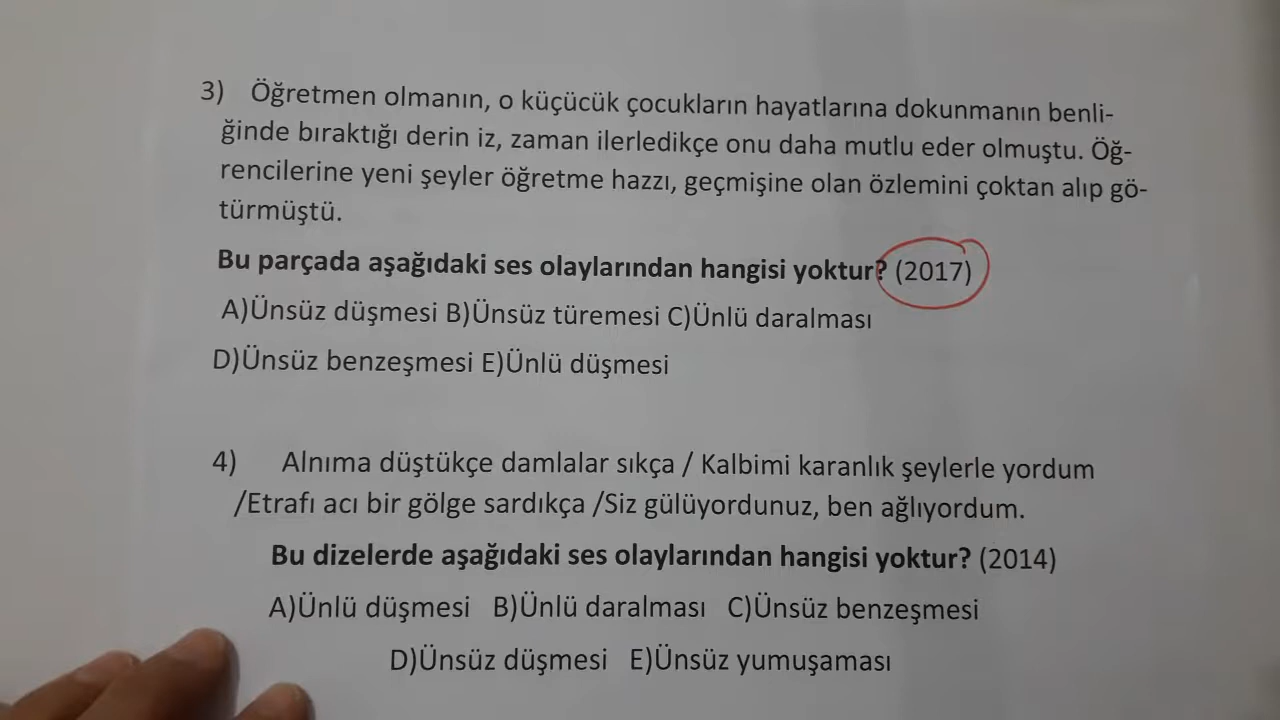 3) Öğretmen olmanın, o küçücük çocukların hayatlarına dokunmanın benli-
ğinde bıraktığı derin iz, zaman ilerledikçe onu daha mutlu eder olmuştu. Öğ-
rencilerine yeni şeyler öğretme hazzı, geçmişine olan özlemini çoktan alıp gö-
türmüştü.
Bu parçada aşağıdaki ses olaylarından hangisi yoktur? (2017)
A)Ünsüz düşmesi B)Ünsüz türemesi C)Ünlü daralması
D)Ünsüz benzeşmesi E)Ünlü düşmesi
4) Alnıma düştükçe damlalar sıkça / Kalbimi karanlık şeylerle yordum
/Etrafı acı bir gölge sardıkça /Siz gülüyordunuz, ben ağlıyordum.
Bu dizelerde aşağıdaki ses olaylarından hangisi yoktur? (2014)
A)Ünlü düşmesi B)Ünlü daralması C)Ünsüz benzeşmesi
D)Ünsüz düşmesi E)Ünsüz yumuşaması